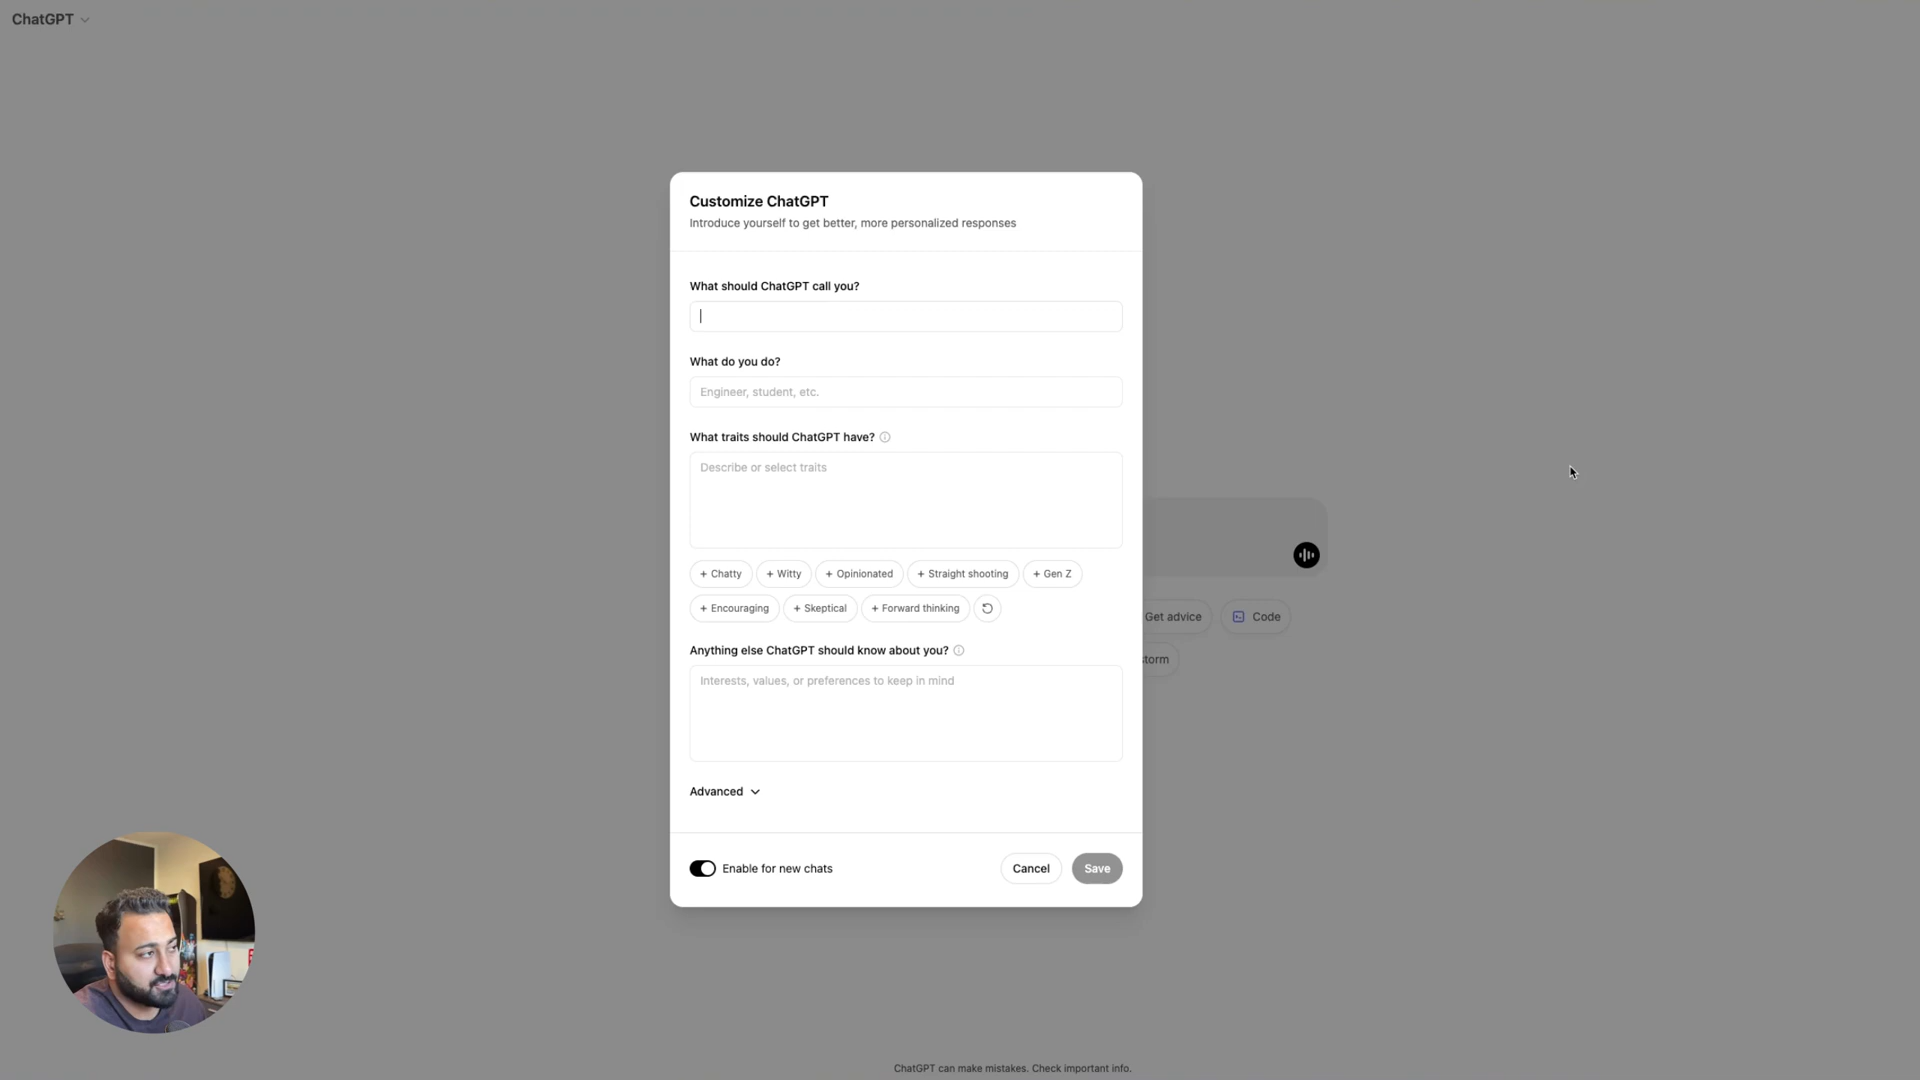 ChatGPT
Customize ChatGPT
Introduce yourself to get better, more personalized responses
What should ChatGPT call you?
What do you do?
Engineer, student, etc.
What traits should ChatGPT have?
Describe or select traits
+ Chatty
+ Witty
+ Opinionated
+ Straight shooting
+ Gen Z
+ Encouraging
+ Skeptical
+ Forward thinking
Anything else ChatGPT should know about you?
Interests, values, or preferences to keep in mind
Advanced
Enable for new chats
Cancel
Save
Get advice
Code
torm
ChatGPT can make mistakes. Check important info.